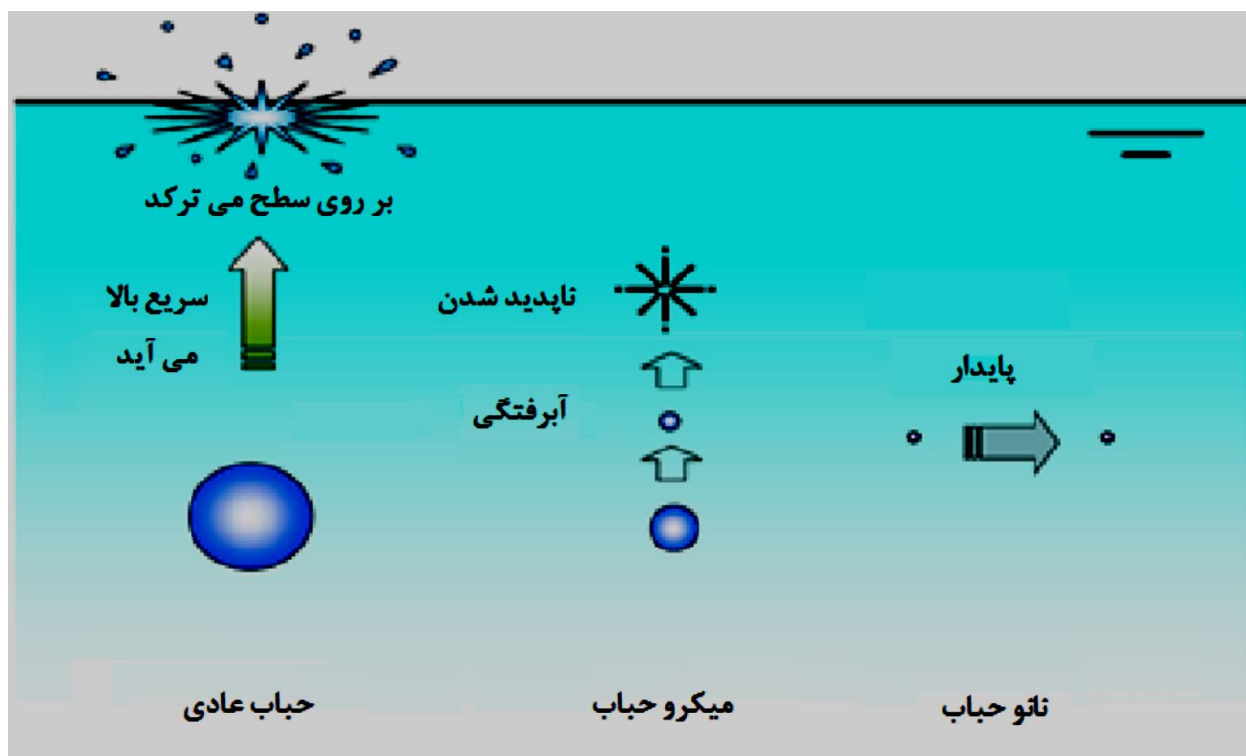 بر روی سطح می ترکد
سریع بالا
می آید
ناپدید شدن
آبرفتگی
پایدار
حباب عادی
میکرو حباب
نانو حباب